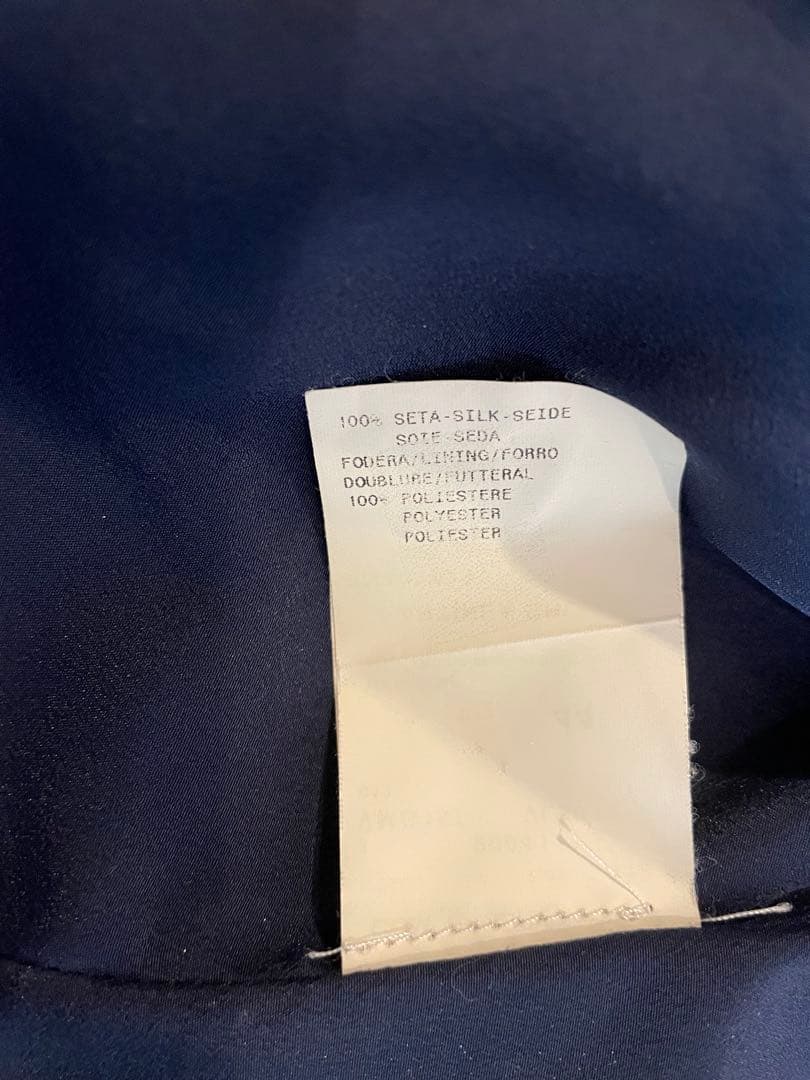 100% SETA-SILK-SEIDE
SOIE-SEDA
FODERA/LINING/FORRO
DOUBLURE/FUTTERAL
100% POLIESTERE
POLYESTER
POLIESTER